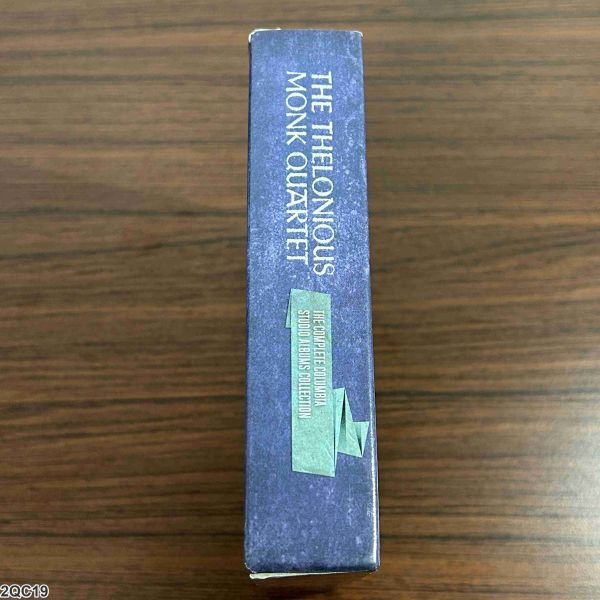 THE THELONIOUS
MONK QUARTET
THE COMPLETE COLUMBIA
STUDIO ALBUMS COLLECTION
2QC19